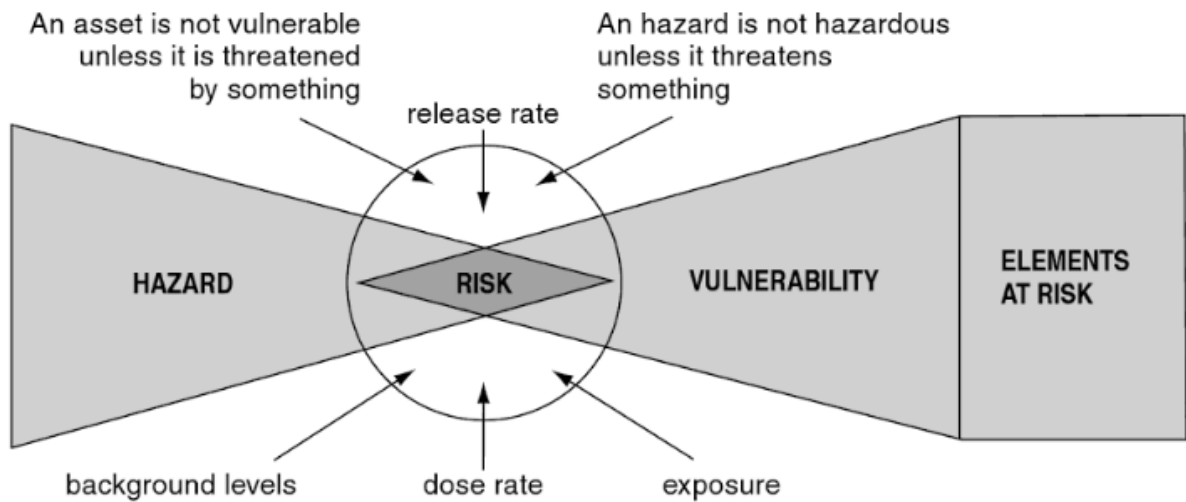 An asset is not vulnerable
unless it is threatened
by something
An hazard is not hazardous
unless it threatens
something
release rate
HAZARD
RISK
VULNERABILITY
ELEMENTS
AT RISK
background levels
dose rate
exposure